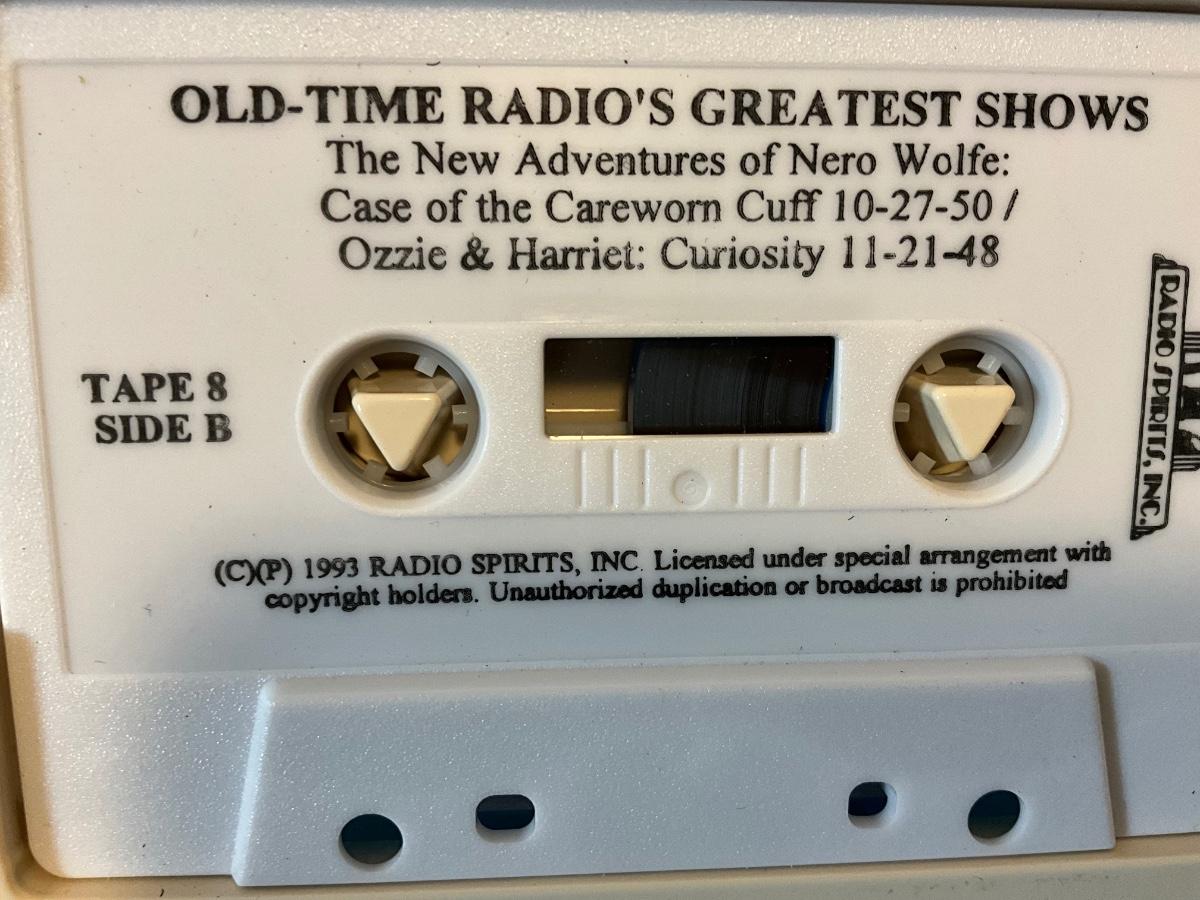 OLD-TIME RADIO'S GREATEST SHOWS
The New Adventures of Nero Wolfe:
Case of the Careworn Cuff 10-27-50 /
Ozzie & Harriet: Curiosity 11-21-48
TAPE 8
SIDE B
RADIO SPIRITS, INC.
(C)(P) 1993 RADIO SPIRITS, INC. Licensed under special arrangement with
copyright holders. Unauthorized duplication or broadcast is prohibited